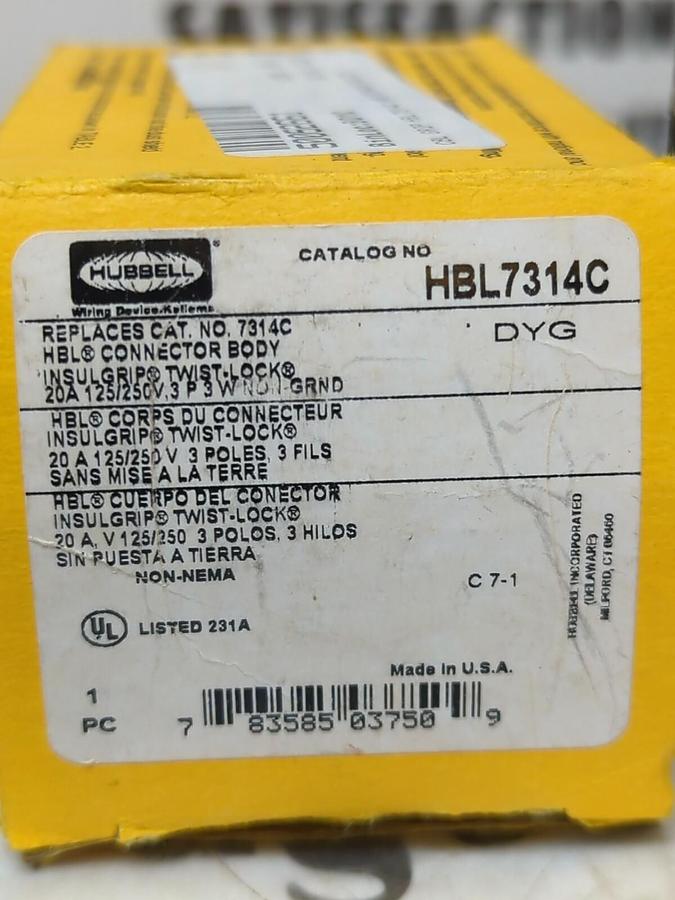 SATISFACTION
HUBBELL®
Wiring Device-Kellems
CATALOG NO
HBL7314C
REPLACES CAT. NO. 7314C
DYG
HBL® CONNECTOR BODY
INSULGRIP® TWIST-LOCK®
20A 125/250V,3 P 3 W NON-GRND
HBL® CORPS DU CONNECTEUR
INSULGRIP® TWIST-LOCK®
20 A 125/250 V 3 POLES, 3 FILS
SANS MISE A LA TERRE
HBL® CUERPO DEL CONECTOR
INSULGRIP® TWIST-LOCK®
20 A, V 125/250 3 POLOS, 3 HILOS
SIN PUESTA A TIERRA
NON-NEMA
C 7-1
HUBBELL INCORPORATED
(DELAWARE)
MILFORD, CT 06460
UL LISTED 231A
Made in U.S.A.
1
PC
7 83585 03750 9